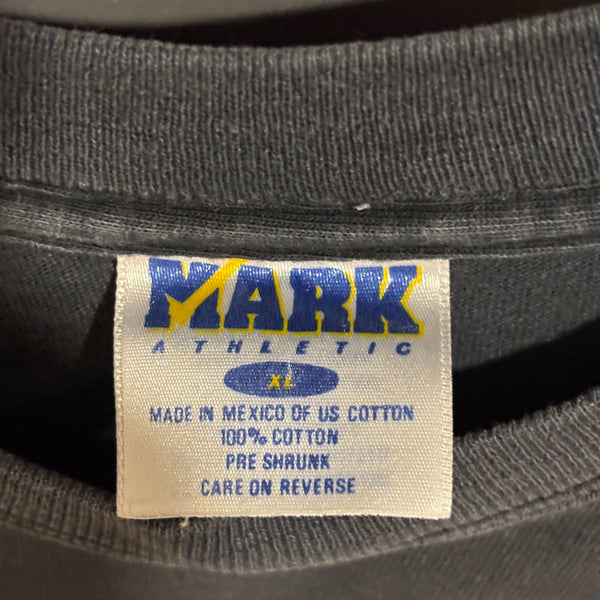 MARK
ATHLETIC
XL
MADE IN MEXICO OF US COTTON
100% COTTON
PRE SHRUNK
CARE ON REVERSE